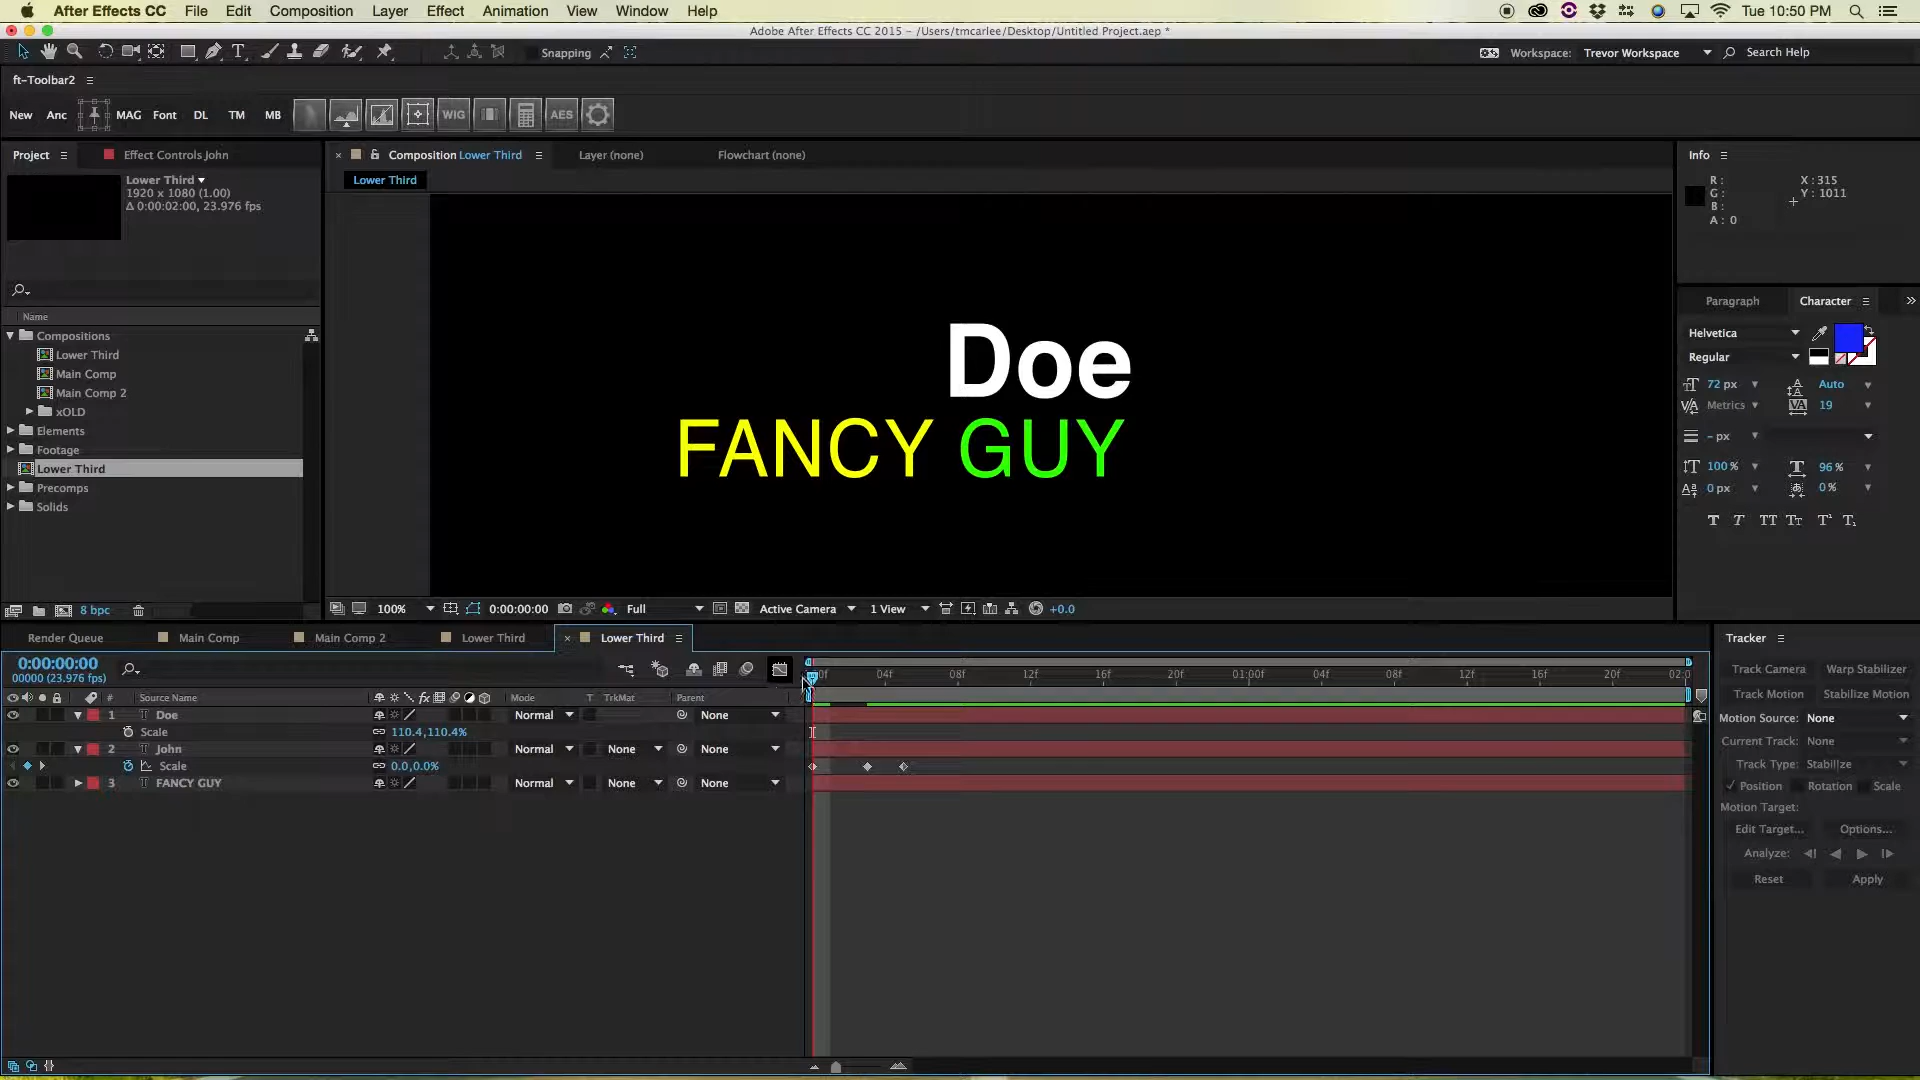 After Effects CC File Edit Composition Layer Effect Animation View Window Help Tue 10:50 PM
Adobe After Effects CC 2015 - /Users/tmcarlee/Desktop/Untitled Project.aep *
T Snapping Workspace: Trevor Workspace Search Help
ft-Toolbar2
New Anc MAG Font DL TM MB WIG AES
Project Effect Controls John
Composition Lower Third Layer (none) Flowchart (none)
Info
Lower Third
Lower Third
1920 x 1080 (1.00)
Δ 0:00:02:00, 23.976 fps)
R :
G :
B :
A : 0
X : 315
Y : 1011
Doe
FANCY GUY
Name
Compositions
Lower Third
Main Comp
Main Comp 2
xOLD
Elements
Footage
Lower Third
Precomps
Solids
Paragraph Character
Helvetica
Regular
72 px Auto
Metrics 19
- px
100 % 96 %
0 px 0 %
T T TT Tt T¹ T₁
8 bpc
100% 0:00:00:00 Full Active Camera 1 View +0.0
Render Queue Main Comp Main Comp 2 Lower Third Lower Third
0:00:00:00
00000 (23.976 fps)
00f 04f 08f 12f 16f 20f 01:00f 04f 08f 12f 16f 20f 02:0
# Source Name Mode T TrkMat Parent
1 T Doe Normal None
Scale 110.4,110.4%
2 T John Normal None None
Scale 0.0,0.0%
3 T FANCY GUY Normal None None
Tracker
Track Camera Warp Stabilizer
Track Motion Stabilize Motion
Motion Source: None
Current Track: None
Track Type: Stabilize
Position Rotation Scale
Motion Target:
Edit Target... Options...
Analyze:
Reset Apply